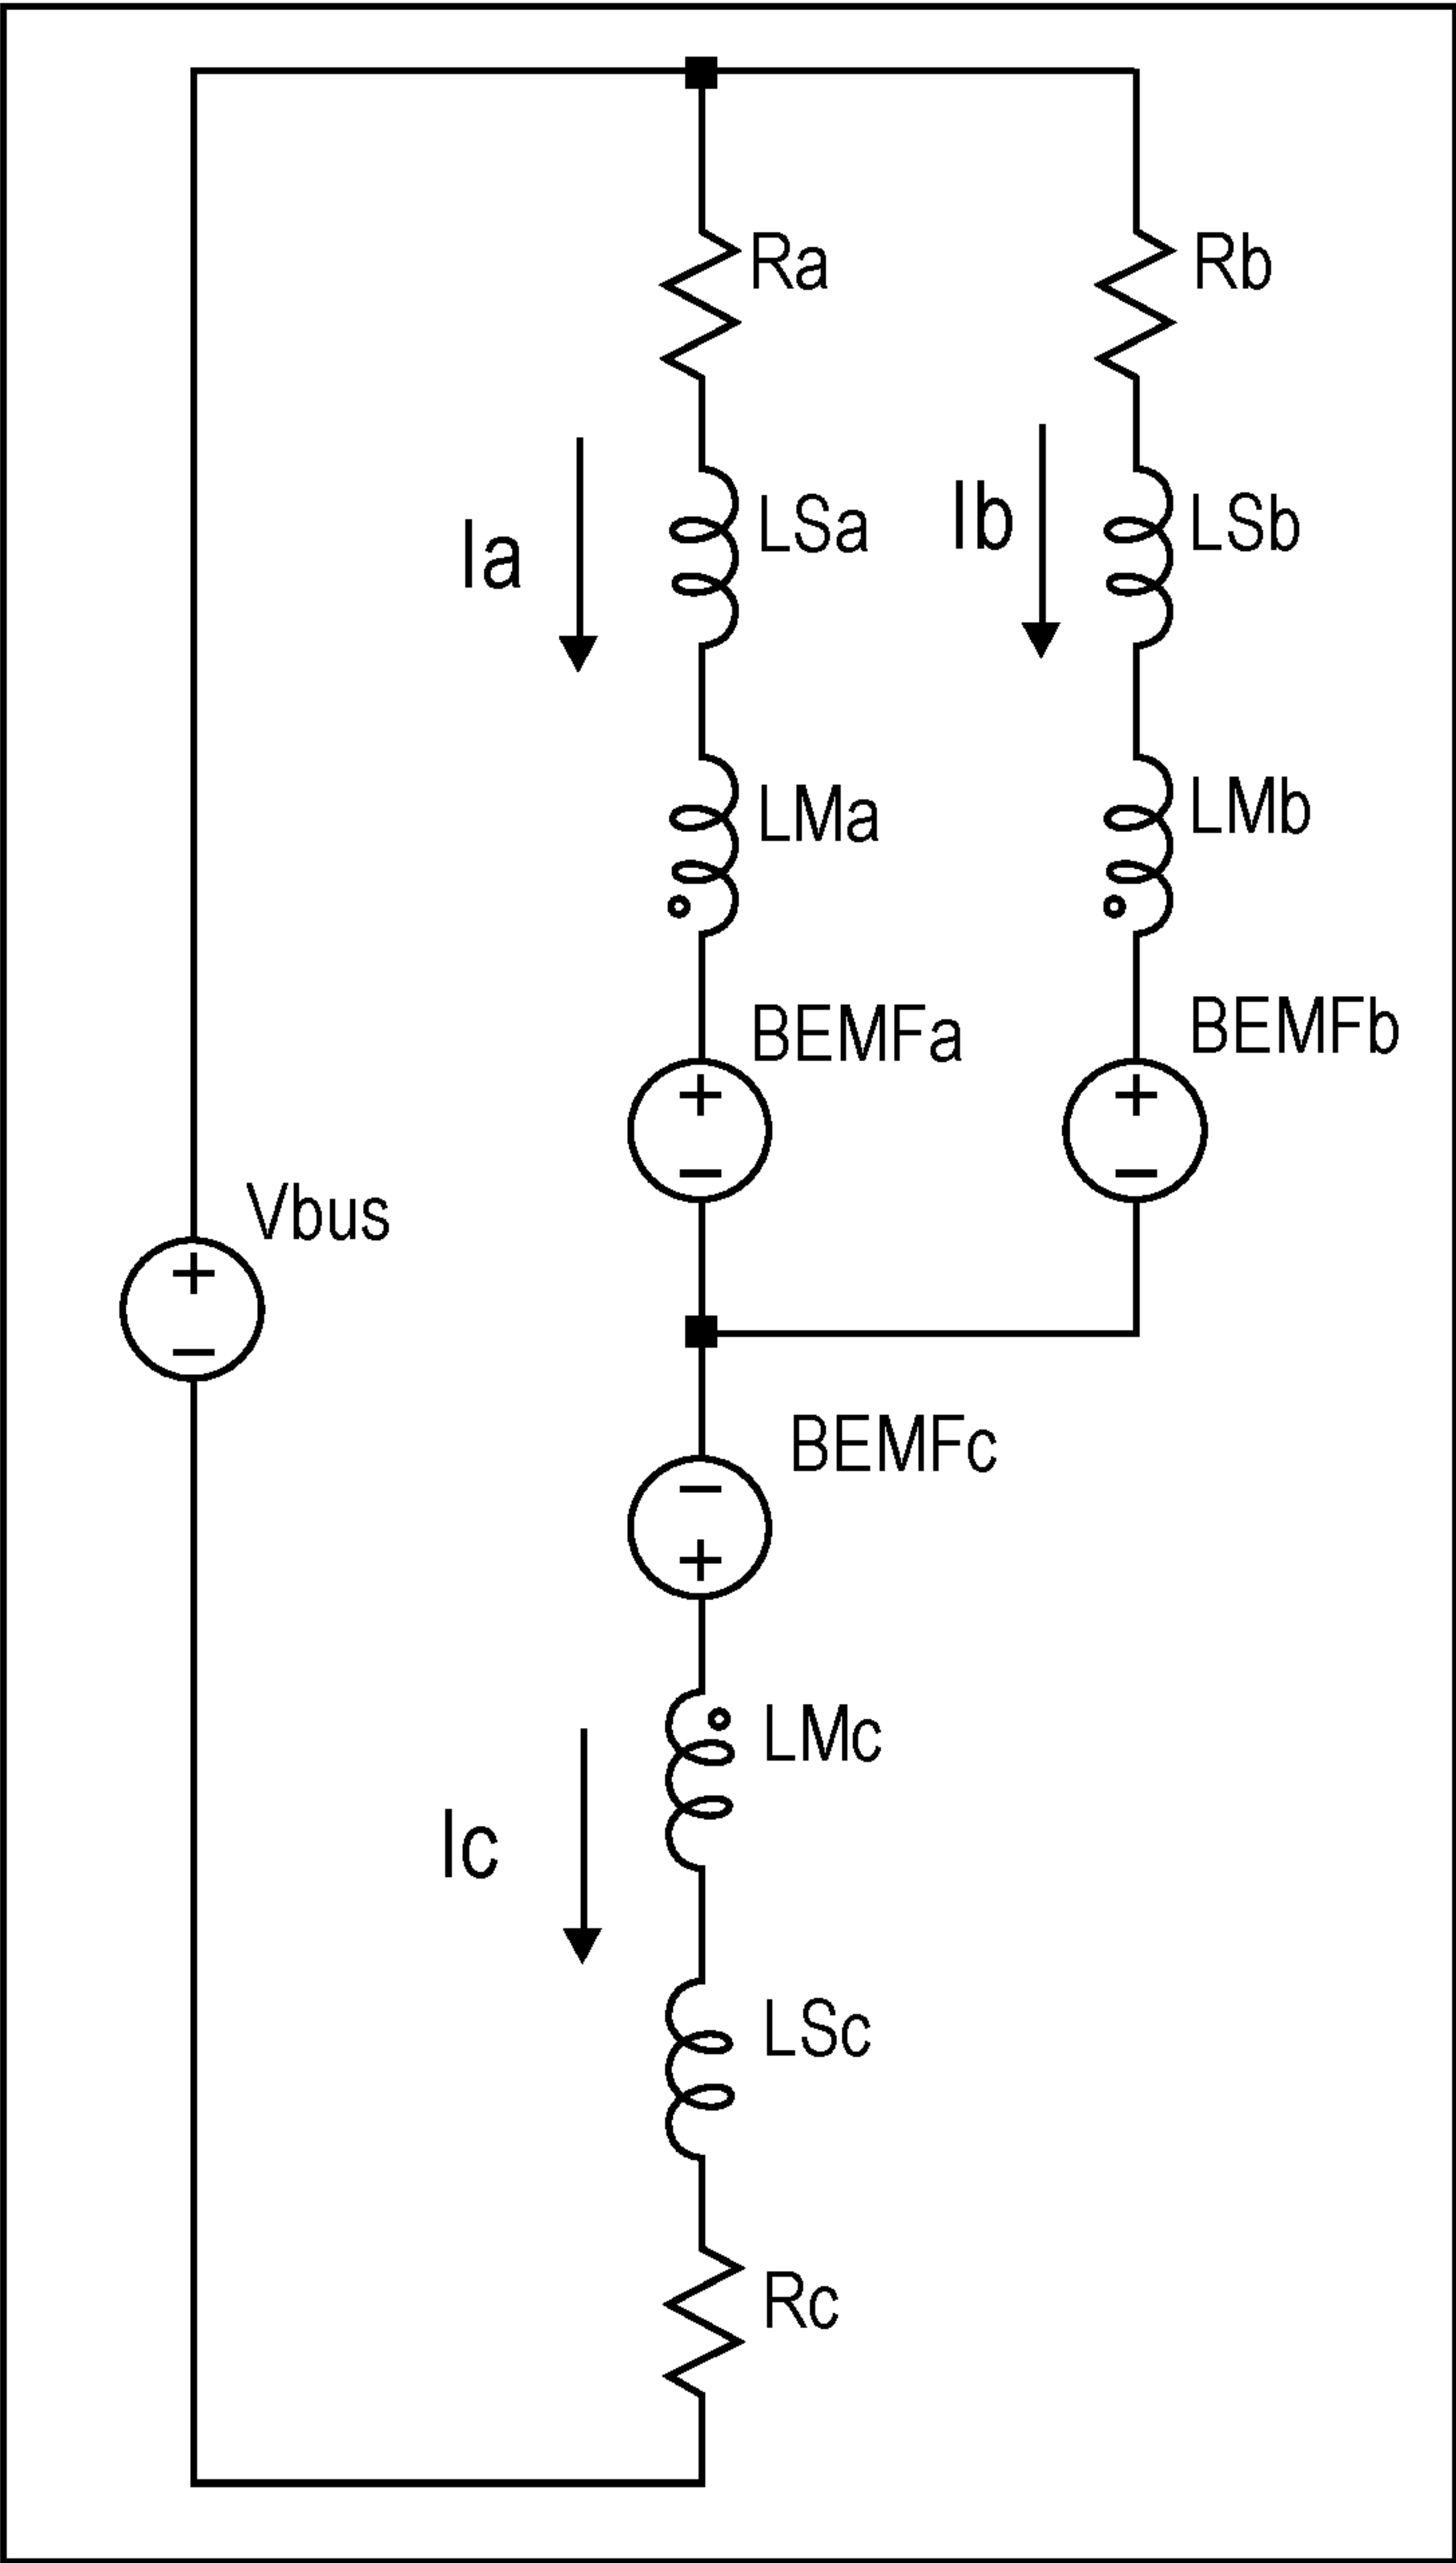 Ra
Rb
Ia
LSa
Ib
LSb
LMa
LMb
BEMFa
BEMFb
Vbus
+
−
+
−
+
−
BEMFc
−
+
LMc
Ic
LSc
Rc